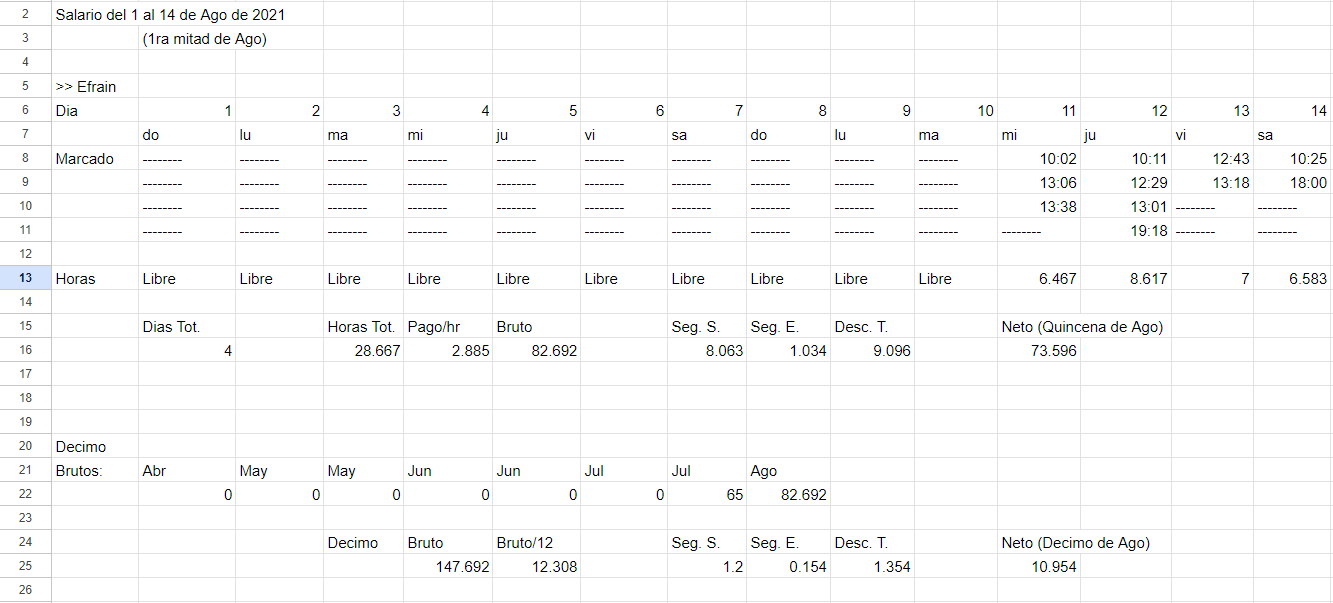 2 Salario del 1 al 14 de Ago de 2021
3 (1ra mitad de Ago)
4
5 >> Efrain
6 Dia 1 2 3 4 5 6 7 8 9 10 11 12 13 14
7 do lu ma mi ju vi sa do lu ma mi ju vi sa
8 Marcado -------- -------- -------- -------- -------- -------- -------- -------- -------- -------- 10:02 10:11 12:43 10:25
9 -------- -------- -------- -------- -------- -------- -------- -------- -------- -------- 13:06 12:29 13:18 18:00
10 -------- -------- -------- -------- -------- -------- -------- -------- -------- -------- 13:38 13:01 -------- --------
11 -------- -------- -------- -------- -------- -------- -------- -------- -------- -------- -------- 19:18 -------- --------
12
13 Horas Libre Libre Libre Libre Libre Libre Libre Libre Libre Libre 6.467 8.617 7 6.583
14
15 Dias Tot. Horas Tot. Pago/hr Bruto Seg. S. Seg. E. Desc. T. Neto (Quincena de Ago)
16 4 28.667 2.885 82.692 8.063 1.034 9.096 73.596
17
18
19
20 Decimo
21 Brutos: Abr May May Jun Jun Jul Jul Ago
22 0 0 0 0 0 0 65 82.692
23
24 Decimo Bruto Bruto/12 Seg. S. Seg. E. Desc. T. Neto (Decimo de Ago)
25 147.692 12.308 1.2 0.154 1.354 10.954
26